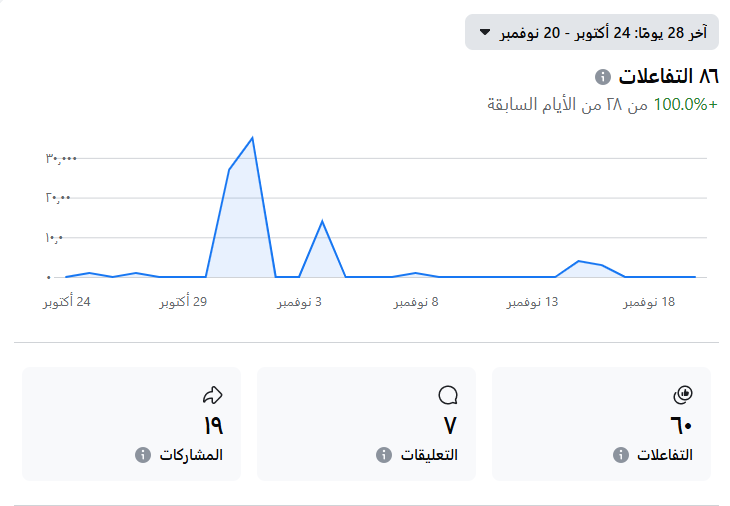 آخر 28 يومًا: 24 أكتوبر - 20 نوفمبر
٨٦ التفاعلات
+100.0% من ٢٨ من الأيام السابقة
٣٠,٠٠٠
٢٠,٠٠
١٠,٠
٠
24 أكتوبر
29 أكتوبر
3 نوفمبر
8 نوفمبر
13 نوفمبر
18 نوفمبر
٦٠
التفاعلات
٧
التعليقات
١٩
المشاركات